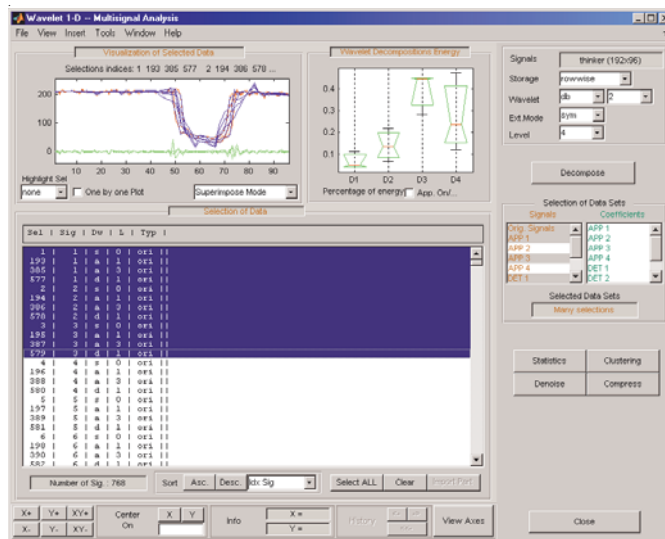 Wavelet 1-D -- Multisignal Analysis
File View Insert Tools Window Help
Visualization of Selected Data
Selections indices: 1 193 385 577 2 194 386 578 ...
200
100
0
10 20 30 40 50 60 70 80 90
Highlight Sel
none
One by one Plot
Superimpose Mode
Wavelet Decompositions Energy
0.4
0.3
0.2
0.1
D1 D2 D3 D4
Percentage of energy
App. On/...
Signals thinker (192x96)
Storage rowwise
Wavelet db 2
Ext.Mode sym
Level 4
Decompose
Selection of Data Sets
Signals Coefficients
Orig. Signals APP 1
APP 1 APP 2
APP 2 APP 3
APP 3 APP 4
APP 4 DET 1
DET 1 DET 2
Selected Data Sets
Many selections
Statistics Clustering
Denoise Compress
Close
Selection of Data
Sel | Sig | Dw | L | Typ |
1 | 1 | s | 0 | ori ||
193 | 1 | a | 1 | ori ||
385 | 1 | a | 3 | ori ||
577 | 1 | d | 1 | ori ||
2 | 2 | s | 0 | ori ||
194 | 2 | a | 1 | ori ||
386 | 2 | a | 3 | ori ||
578 | 2 | d | 1 | ori ||
3 | 3 | s | 0 | ori ||
195 | 3 | a | 1 | ori ||
387 | 3 | a | 3 | ori ||
579 | 3 | d | 1 | ori ||
4 | 4 | s | 0 | ori ||
196 | 4 | a | 1 | ori ||
388 | 4 | a | 3 | ori ||
580 | 4 | d | 1 | ori ||
5 | 5 | s | 0 | ori ||
197 | 5 | a | 1 | ori ||
389 | 5 | a | 3 | ori ||
581 | 5 | d | 1 | ori ||
6 | 6 | s | 0 | ori ||
198 | 6 | a | 1 | ori ||
390 | 6 | a | 3 | ori ||
582 | 6 | d | 1 | ori ||
Number of Sig. : 768
Sort Asc. Desc. Idx Sig
Select ALL Clear Import Part
X+ Y+ XY+
X- Y- XY-
Center On
X Y
Info
X =
Y =
History
View Axes